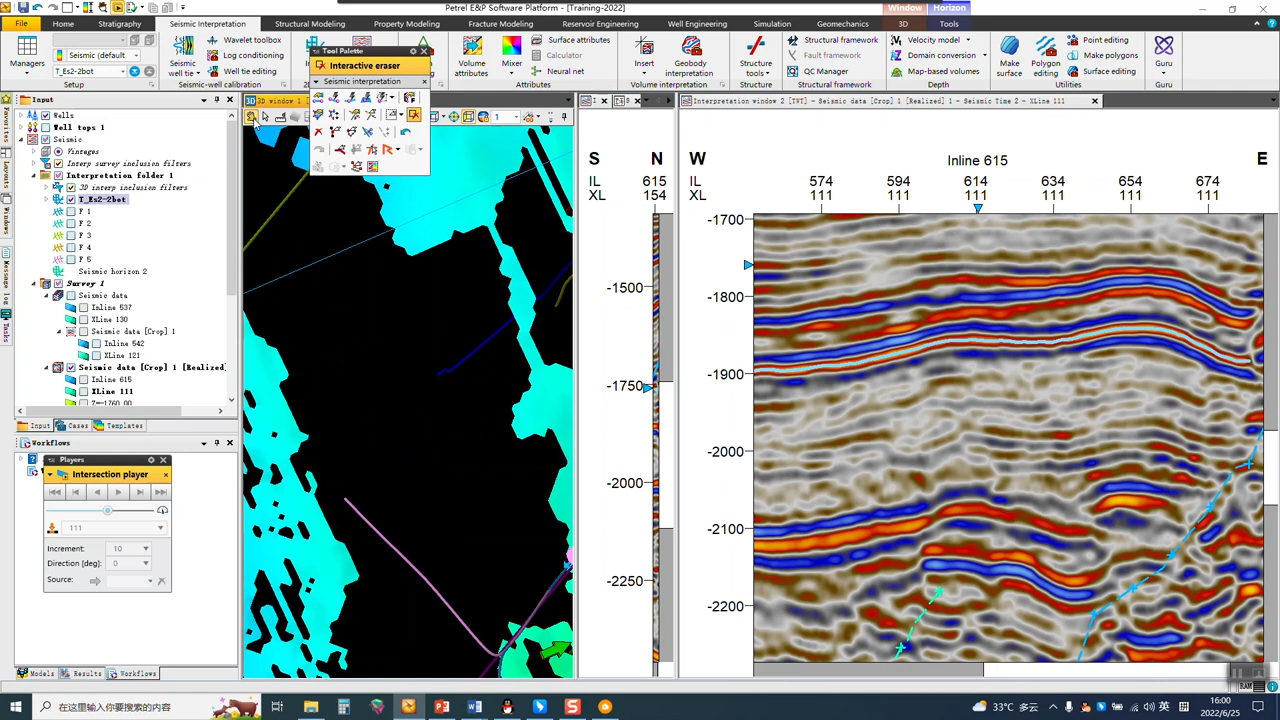 Petrel E&P Software Platform - [Training-2022]
Window
Horizon
File
Home
Stratigraphy
Seismic Interpretation
Structural Modeling
Property Modeling
Fracture Modeling
Reservoir Engineering
Well Engineering
Simulation
Geomechanics
3D
Tools
Managers
Seismic (default
T_Es2-2bot
Setup
Seismic well tie
Wavelet toolbox
Log conditioning
Well tie editing
Seismic-well calibration
Volume attributes
Mixer
Surface attributes
Calculator
Neural net
Attributes
Insert
Geobody interpretation
Volume interpretation
Structure tools
Structural framework
Fault framework
QC Manager
Framework
Velocity model
Domain conversion
Map-based volumes
Depth
Make surface
Polygon editing
Point editing
Make polygons
Surface editing
Utilities
Guru
Guru
Tool Palette
Interactive eraser
Seismic interpretation
Input
Wells
Well tops 1
Seismic
Vintages
Interp survey inclusion filters
Interpretation folder 1
3D interp inclusion filters
T_Es2-2bot
F 1
F 2
F 3
F 4
F 5
Seismic horizon 2
Survey 1
Seismic data
Inline 537
XLine 130
Seismic data [Crop] 1
Inline 542
XLine 121
Seismic data [Crop] 1 [Realized]
Inline 615
XLine 111
Z=-1760.00
Input
Cases
Templates
Workflows
Players
Intersection player
111
Increment:
10
Direction [deg]:
0
Source:
Models
Results
Workflows
3D window 1
1
S
N
IL
615
XL
154
-1500
-1750
-2000
-2250
Interpretation window 2 [TWT] - Seismic data [Crop] 1 [Realized] 1 - Seismic Time 2 - XLine 111
Inline 615
W
E
IL
574
594
614
634
654
674
XL
111
111
111
111
111
111
-1700
-1800
-1900
-2000
-2100
-2200
RAM
在这里输入你要搜索的内容
33°C 多云
英
拼
16:00
2022/6/25